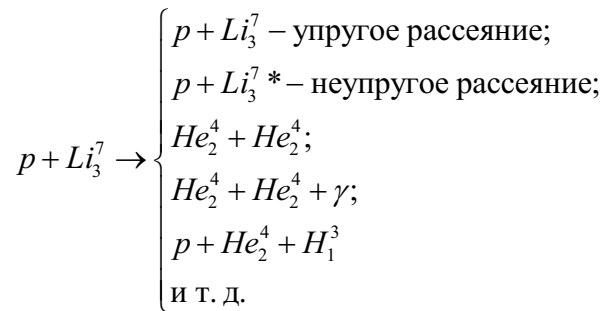 p + Li₃⁷ – упругое рассеяние;
p + Li₃⁷ * – неупругое рассеяние;
p + Li₃⁷ → { He₂⁴ + He₂⁴;
He₂⁴ + He₂⁴ + γ;
p + He₂⁴ + H₁³
и т. д.